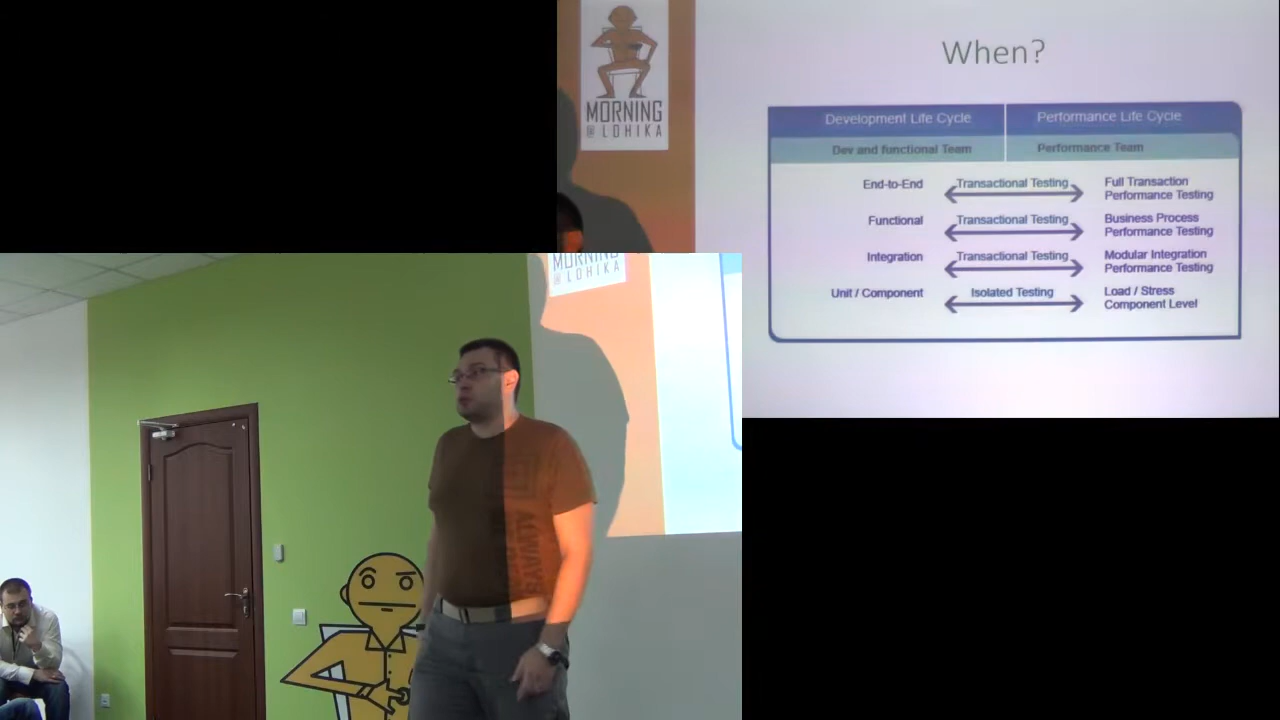 MORNING
@ LOHIKA
When?
Development Life Cycle
Performance Life Cycle
Dev and functional Team
Performance Team
End-to-End
Transactional Testing
Full Transaction
Performance Testing
Functional
Transactional Testing
Business Process
Performance Testing
Integration
Transactional Testing
Modular Integration
Performance Testing
Unit / Component
Isolated Testing
Load / Stress
Component Level
MORNING
@ LOHIKA
ALWAYS